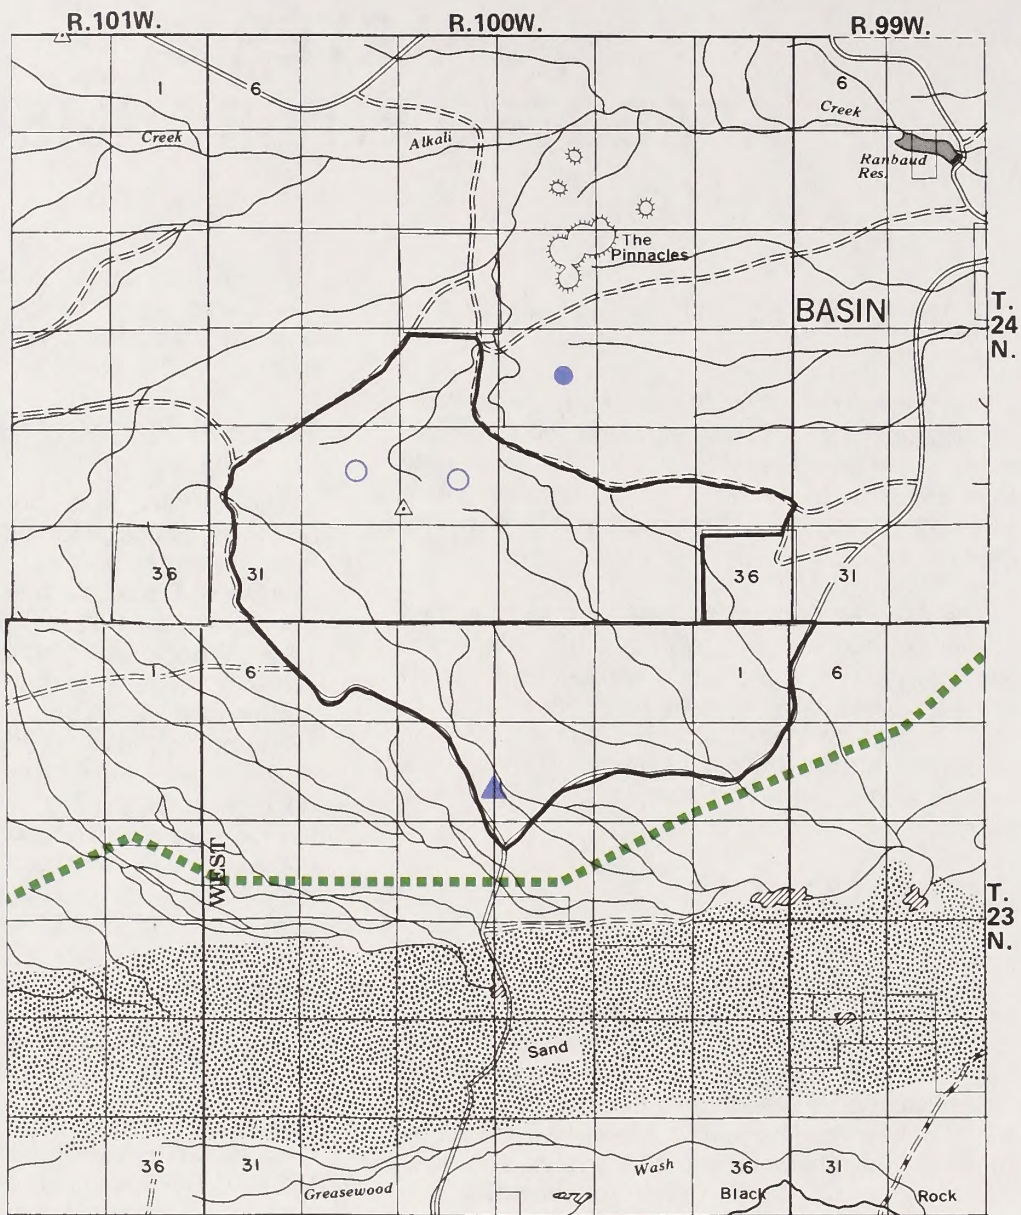 R.101W. R.100W. R.99W.
1 6 6
Creek Alkali Creek
Ranbaud
Res.
The
Pinnacles
BASIN
T.
24
N.
36 31 36 31
1 6 1 6
WEST
T.
23
N.
Sand
36 31 Wash 36 31
Greasewood Black Rock